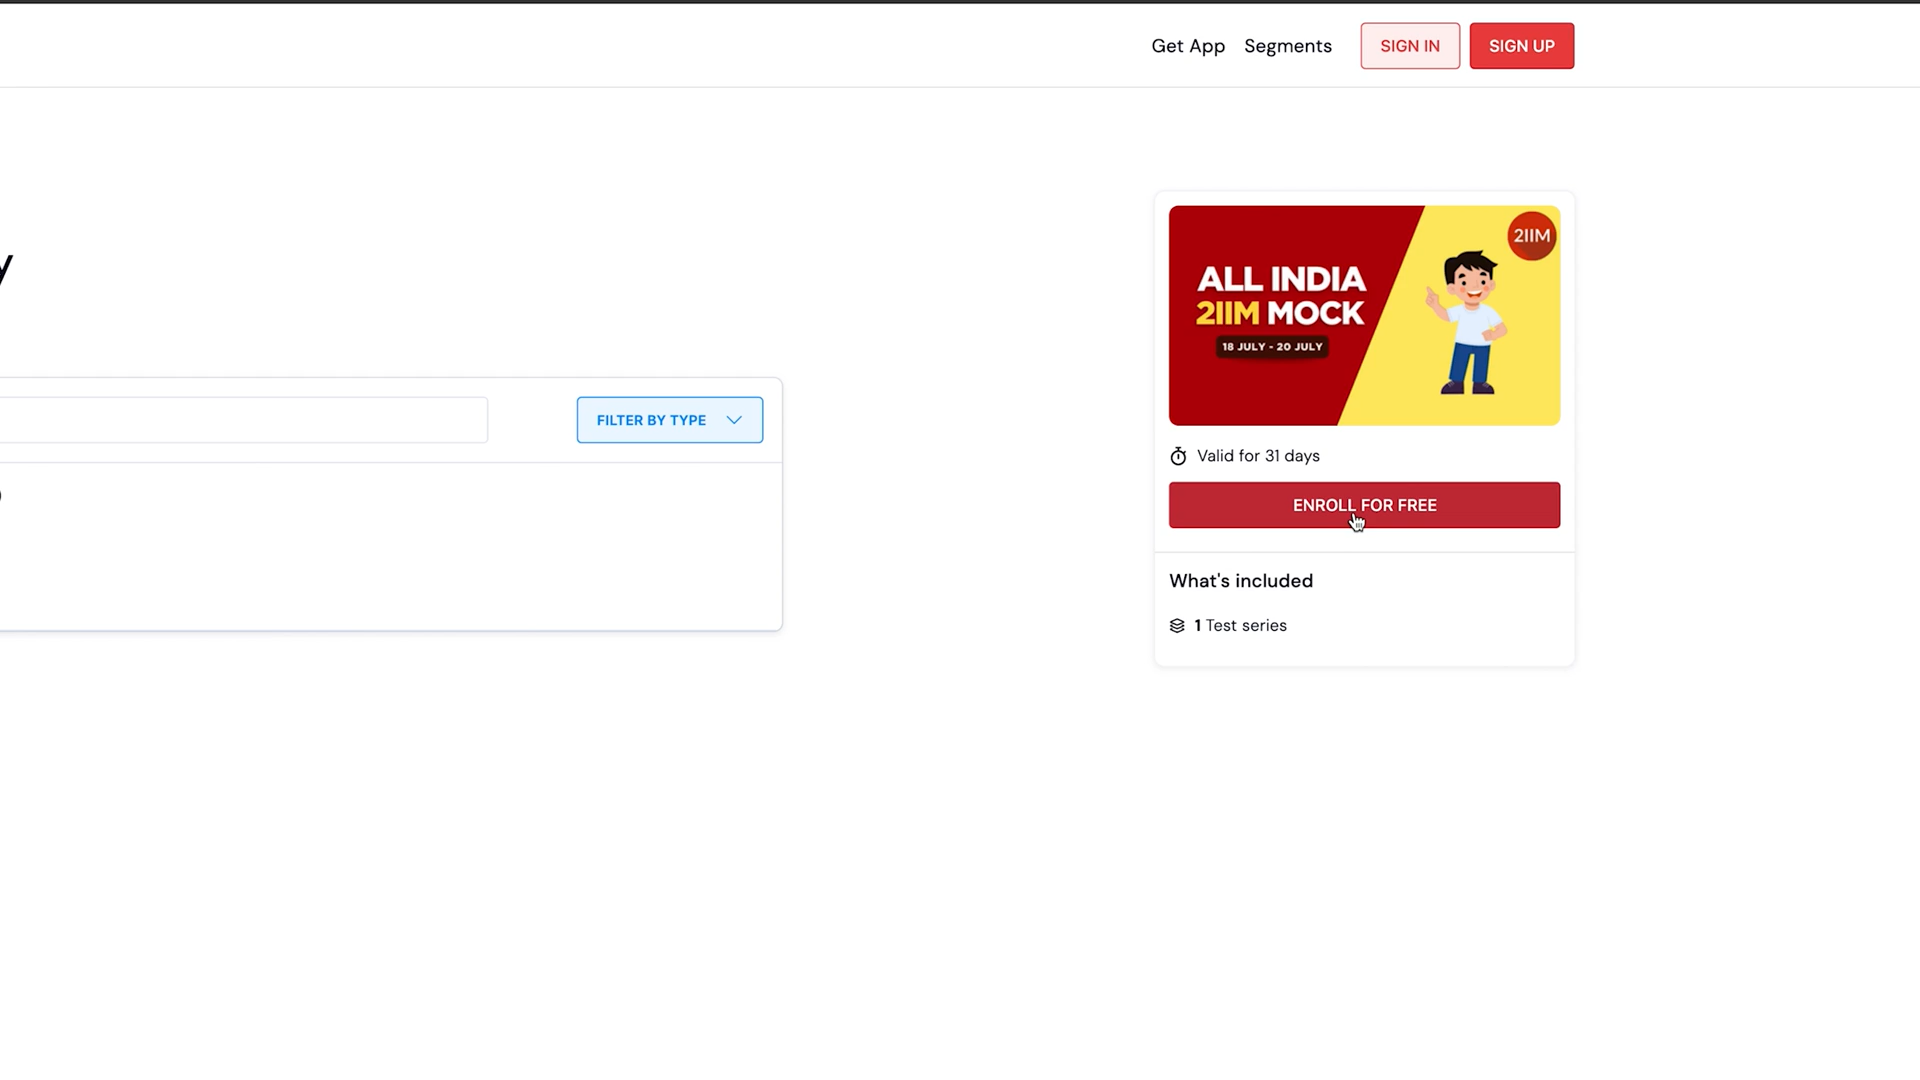 Get App
Segments
SIGN IN
SIGN UP
y
2IIM
ALL INDIA
2IIM MOCK
18 JULY - 20 JULY
FILTER BY TYPE
Valid for 31 days
ENROLL FOR FREE
What's included
1 Test series